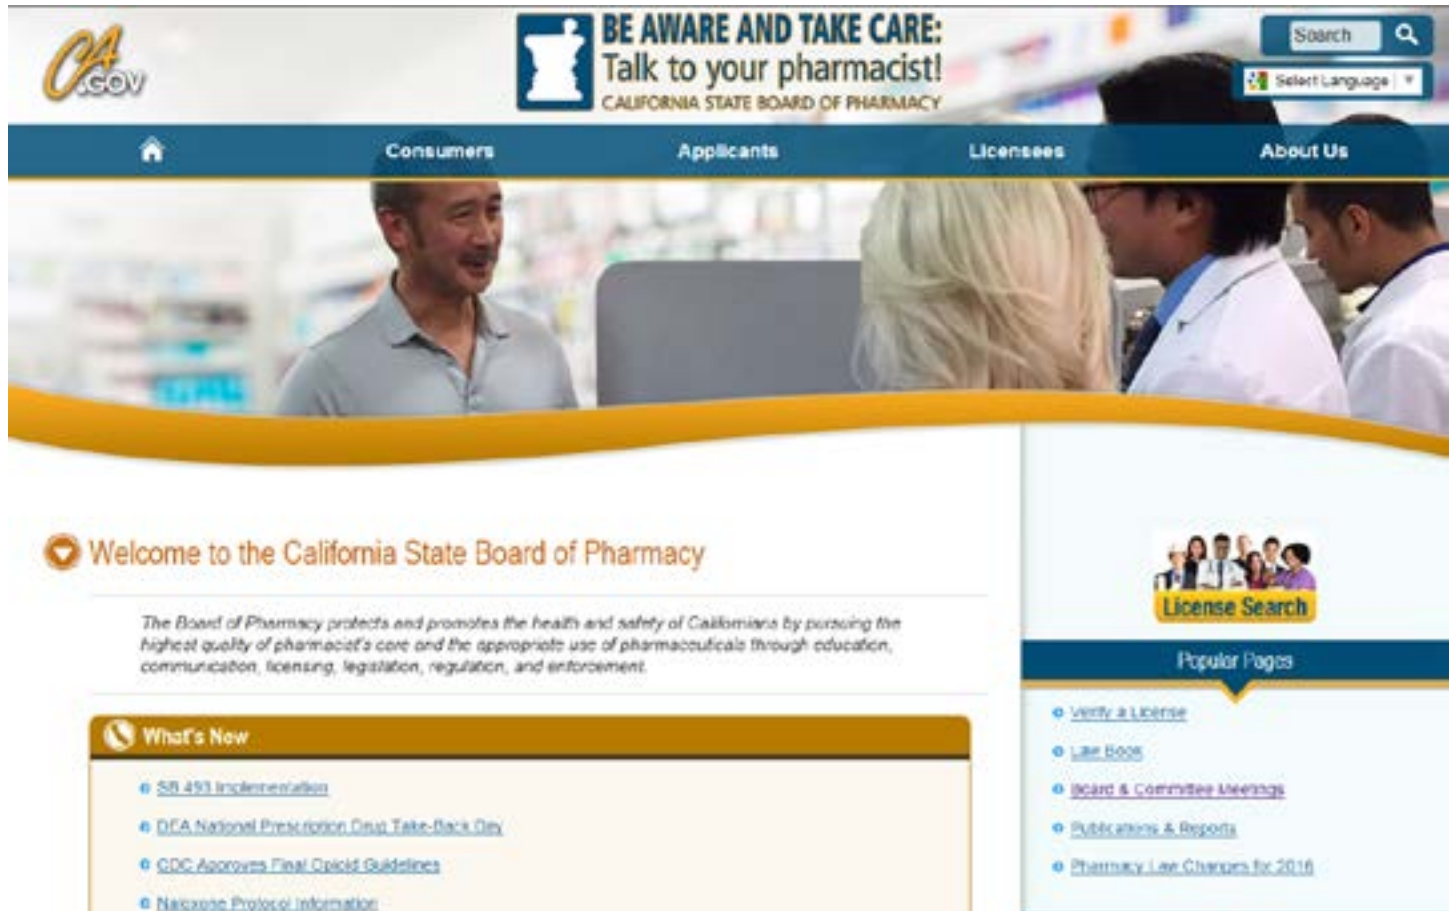 CA
.GOV
BE AWARE AND TAKE CARE:
Talk to your pharmacist!
CALIFORNIA STATE BOARD OF PHARMACY
Search
Select Language
Consumers
Applicants
Licensees
About Us
Welcome to the California State Board of Pharmacy
The Board of Pharmacy protects and promotes the health and safety of Californians by pursuing the
highest quality of pharmacist's care and the appropriate use of pharmaceuticals through education,
communication, licensing, legislation, regulation, and enforcement.
What's New
SB 493 Implementation
DEA National Prescription Drug Take-Back Day
CDC Approves Final Opioid Guidelines
Naloxone Protocol Information
License Search
Popular Pages
Verify a License
Law Book
Board & Committee Meetings
Publications & Reports
Pharmacy Law Changes for 2016